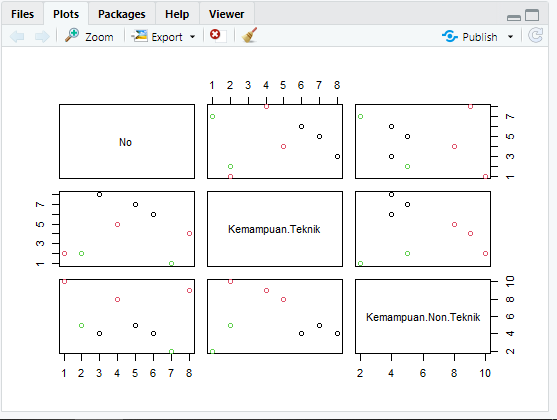 Files Plots Packages Help Viewer
Zoom Export Publish
1 2 3 4 5 6 7 8
No
1 3 5 7
1 3 5 7
Kemampuan.Teknik
Kemampuan.Non.Teknik
2 4 6 8 10
1 2 3 4 5 6 7 8
2 4 6 8 10